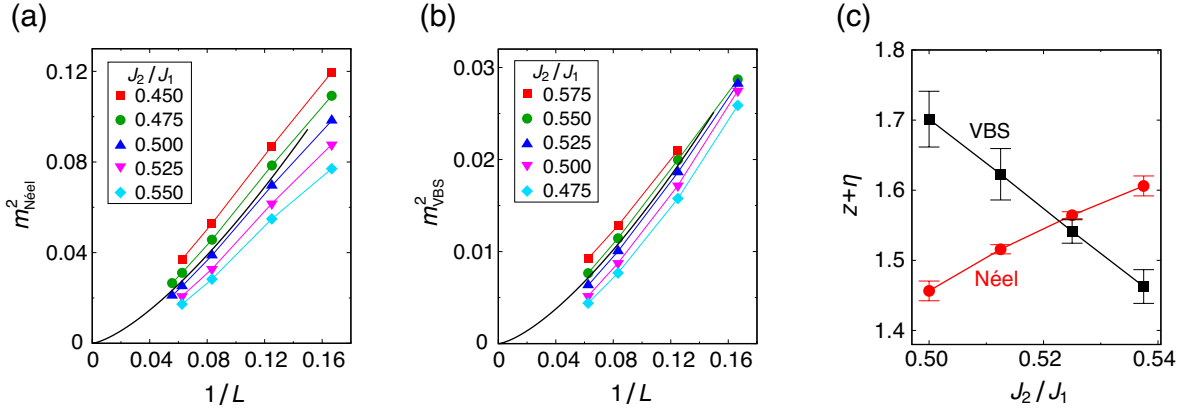 (a)
m²Néel
0.12
0.08
0.04
0
J2/J1
0.450
0.475
0.500
0.525
0.550
0 0.04 0.08 0.12 0.16
1/L
(b)
m²VBS
0.03
0.02
0.01
0
J2/J1
0.575
0.550
0.525
0.500
0.475
0 0.04 0.08 0.12 0.16
1/L
(c)
z+η
1.8
1.7
1.6
1.5
1.4
VBS
Néel
0.50 0.52 0.54
J2/J1